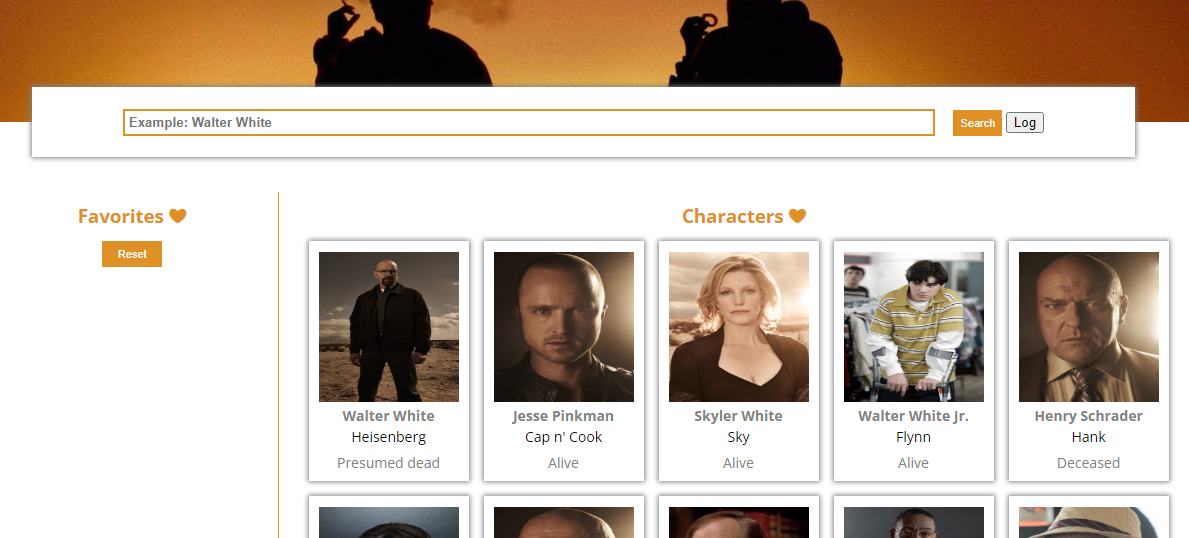 Example: Walter White
Search
Log
Favorites
Reset
Characters
Walter White
Heisenberg
Presumed dead
Jesse Pinkman
Cap n' Cook
Alive
Skyler White
Sky
Alive
Walter White Jr.
Flynn
Alive
Henry Schrader
Hank
Deceased